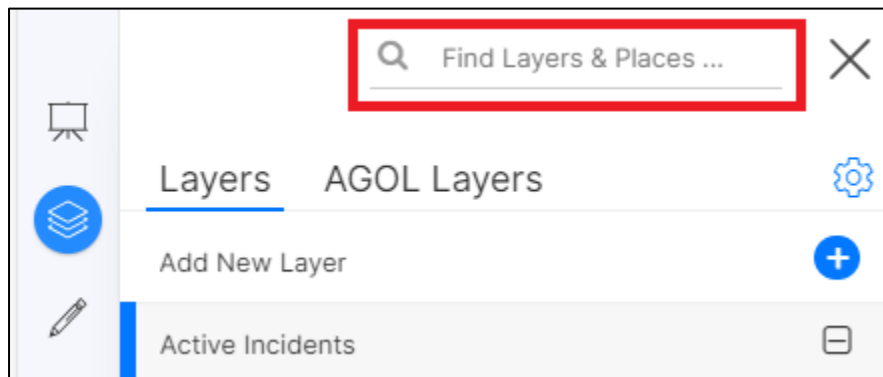 Find Layers & Places ...
Layers AGOL Layers
Add New Layer
Active Incidents